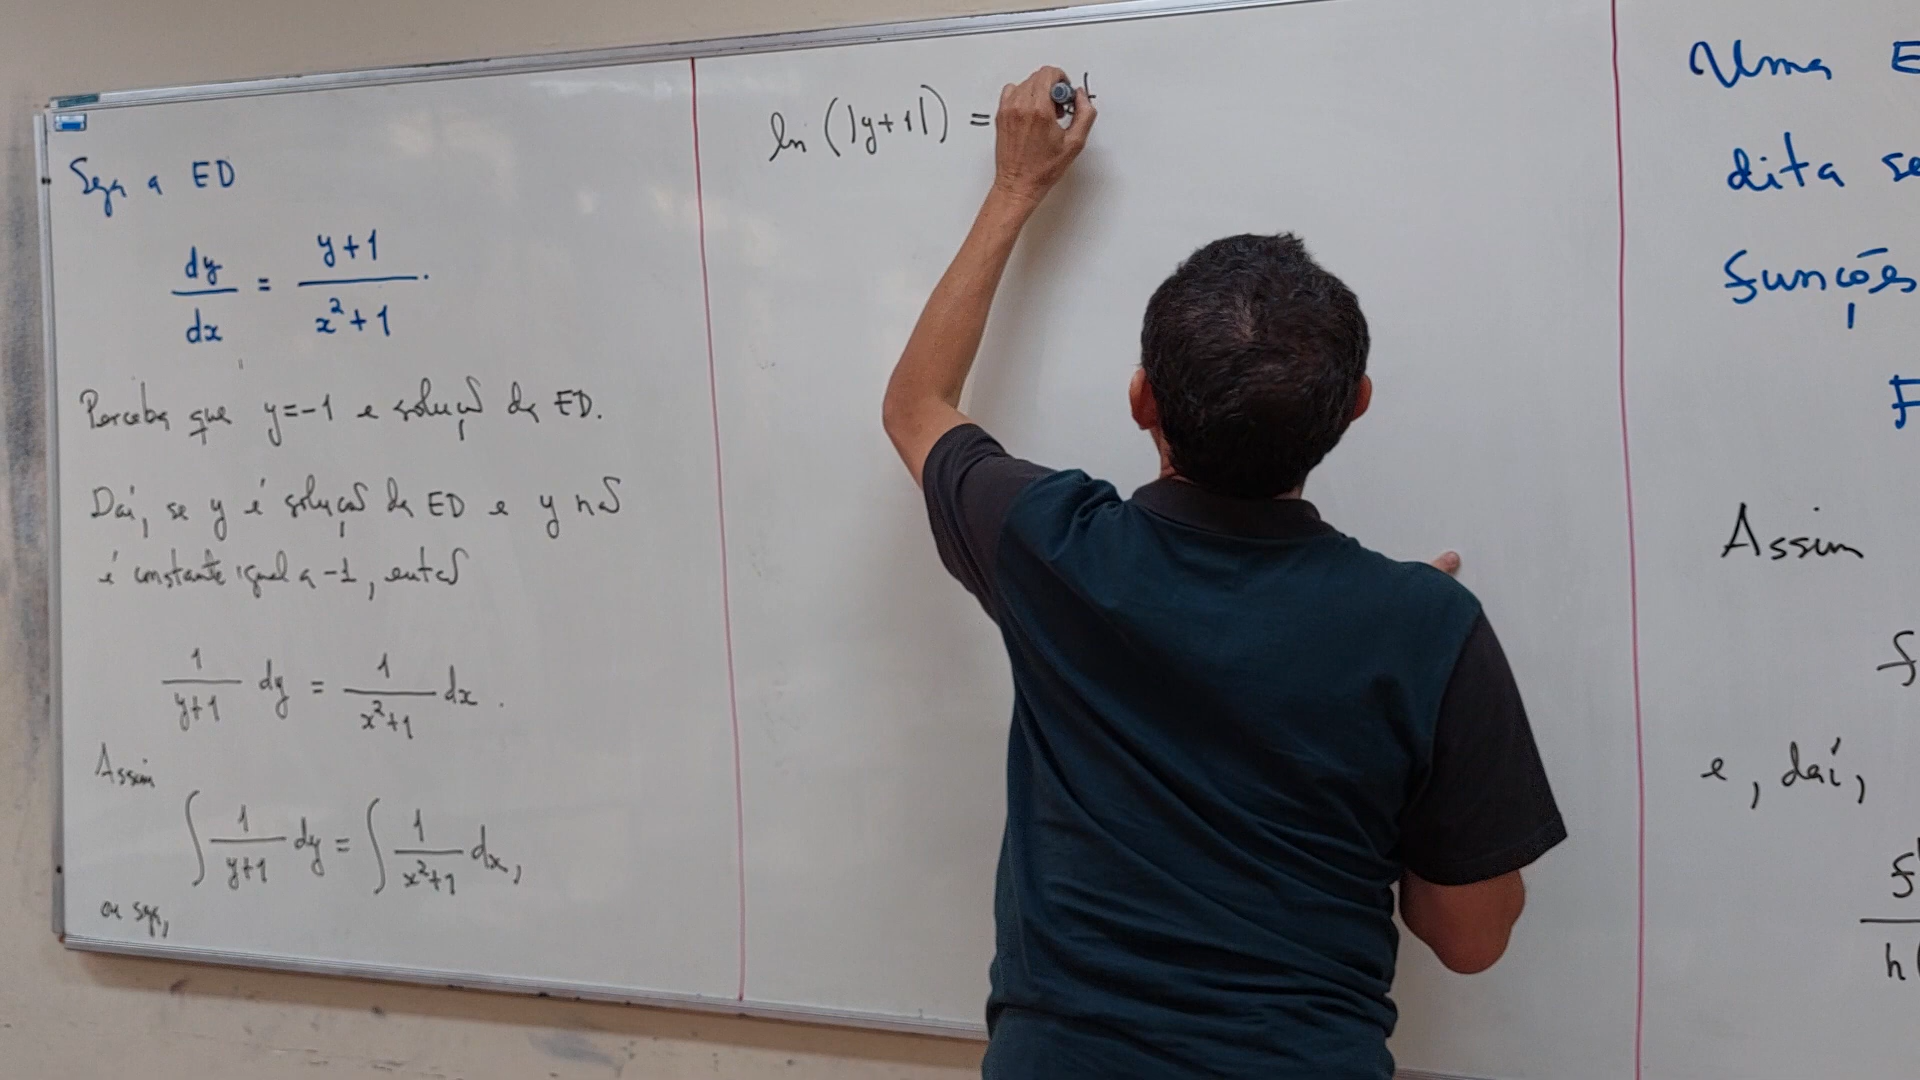 Seja a ED
dy/dx = y+1/x²+1.
Perceba que y=-1 e solução da ED.
Daí, se y é solução da ED e y não
é constante igual a -1, então
1/y+1 dy = 1/x²+1 dx.
Assim
∫ 1/y+1 dy = ∫ 1/x²+1 dx,
ou seja,
ln (|y+1|) =
Uma E
dita se
funções
F
Assim
f
e, daí,
f
h(